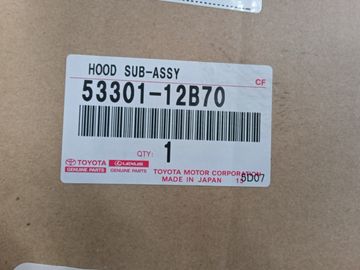 HOOD SUB-ASSY
CF
53301-12B70
QTY: 1
TOYOTA LEXUS
GENUINE PARTS GENUINE PARTS
TOYOTA MOTOR CORPORATION
MADE IN JAPAN 15
5D07